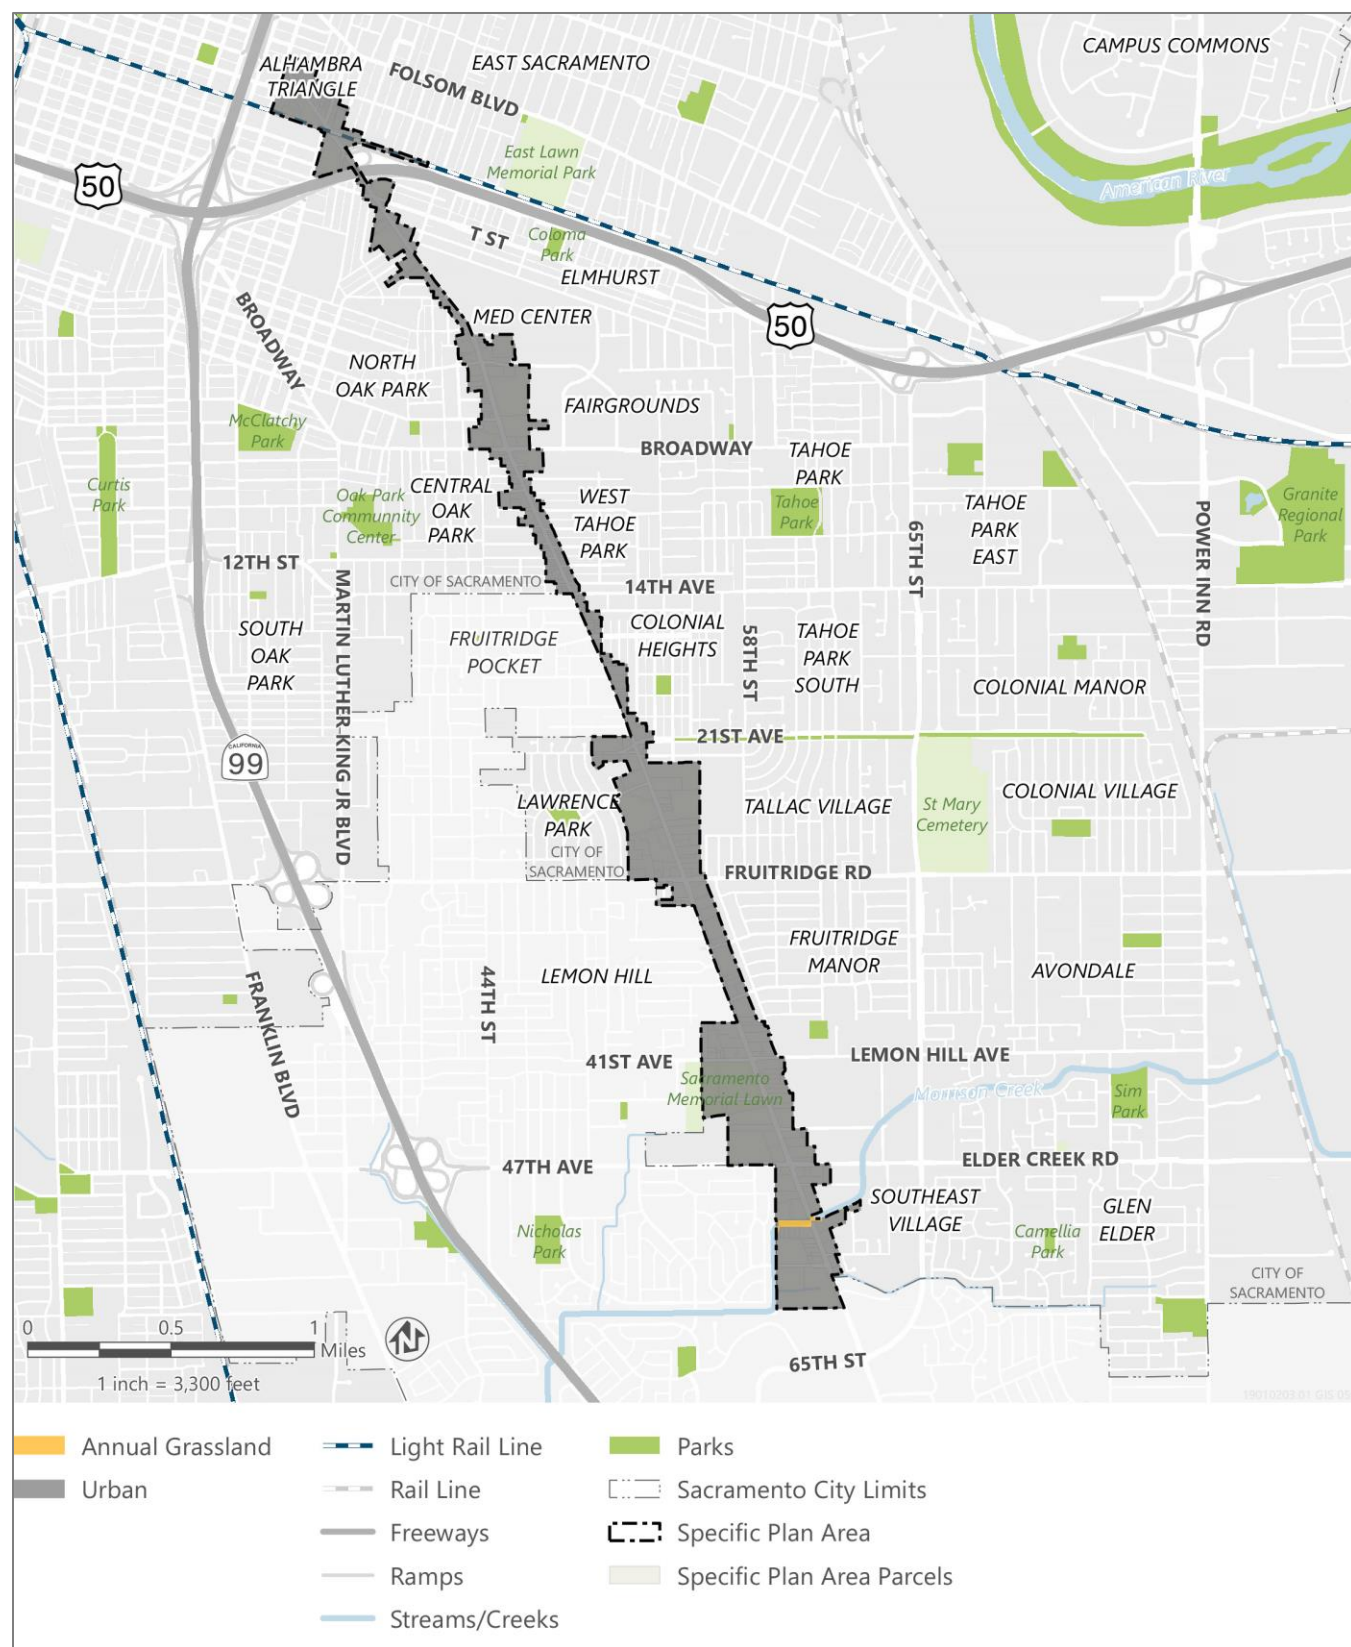 ALHAMBRA
TRIANGLE
EAST SACRAMENTO
FOLSOM BLVD
CAMPUS COMMONS
50
East Lawn
Memorial Park
American River
T ST
Coloma
Park
ELMHURST
BROADWAY
MED CENTER
50
NORTH
OAK PARK
FAIRGROUNDS
McClatchy
Park
BROADWAY
TAHOE
PARK
Curtis
Park
Oak Park
Communnity
Center
CENTRAL
OAK
PARK
WEST
TAHOE
PARK
Tahoe
Park
65TH ST
TAHOE
PARK
EAST
POWER INN RD
Granite
Regional
Park
12TH ST
CITY OF SACRAMENTO
14TH AVE
MARTIN LUTHER KING JR BLVD
SOUTH
OAK
PARK
FRUITRIDGE
POCKET
COLONIAL
HEIGHTS
58TH ST
TAHOE
PARK
SOUTH
COLONIAL MANOR
21ST AVE
CALIFORNIA
99
LAWRENCE
PARK
TALLAC VILLAGE
St Mary
Cemetery
COLONIAL VILLAGE
CITY OF
SACRAMENTO
FRUITRIDGE RD
FRUITRIDGE
MANOR
AVONDALE
LEMON HILL
44TH ST
FRANKLIN BLVD
41ST AVE
LEMON HILL AVE
Sacramento
Memorial Lawn
Morrison Creek
Sim
Park
47TH AVE
ELDER CREEK RD
SOUTHEAST
VILLAGE
GLEN
ELDER
Nicholas
Park
Camellia
Park
CITY OF
SACRAMENTO
0 0.5 1
Miles
N
1 inch = 3,300 feet
65TH ST
Annual Grassland
Urban
Light Rail Line
Rail Line
Freeways
Ramps
Streams/Creeks
Parks
Sacramento City Limits
Specific Plan Area
Specific Plan Area Parcels